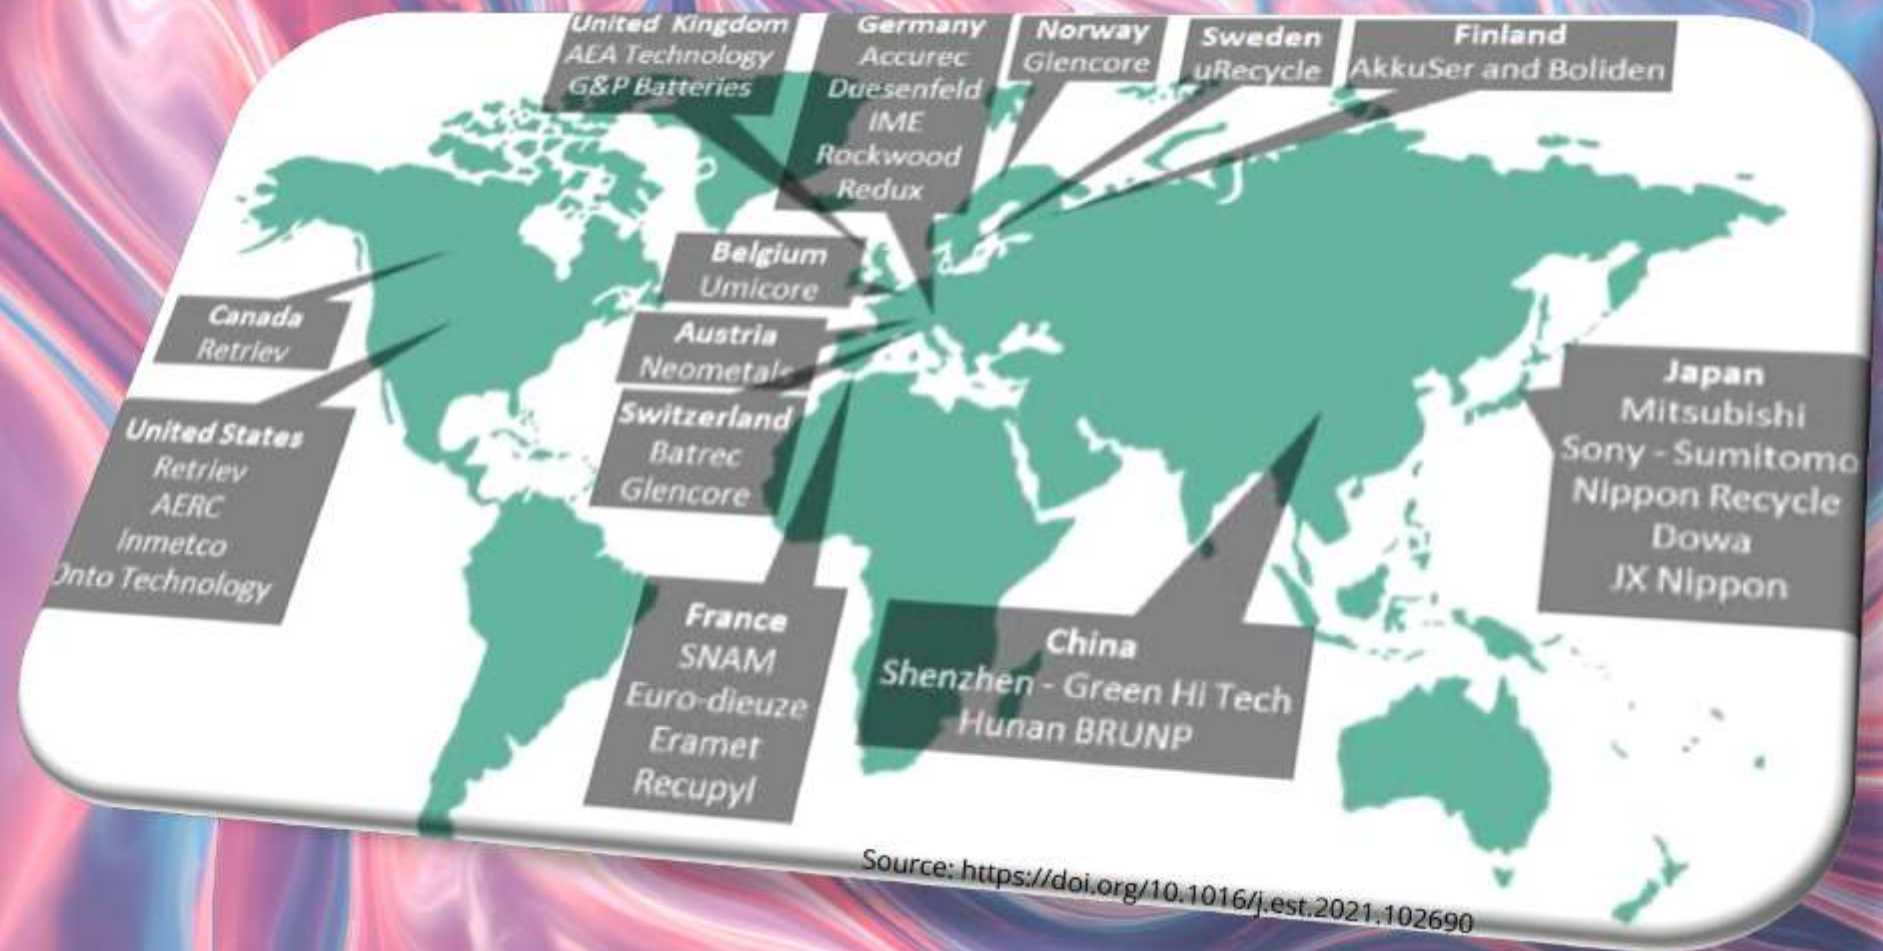 United Kingdom
AEA Technology
G&P Batteries
Germany
Accurec
Duesenfeld
IME
Rockwood
Redux
Norway
Glencore
Sweden
uRecycle
Finland
AkkuSer and Boliden
Belgium
Umicore
Canada
Retriev
Austria
Neometals
Switzerland
Batrec
Glencore
United States
Retriev
AERC
Inmetco
Onto Technology
Japan
Mitsubishi
Sony - Sumitomo
Nippon Recycle
Dowa
JX Nippon
France
SNAM
Euro-dieuze
Eramet
Recupyl
China
Shenzhen - Green Hi Tech
Hunan BRUNP
Source: https://doi.org/10.1016/j.est.2021.102690